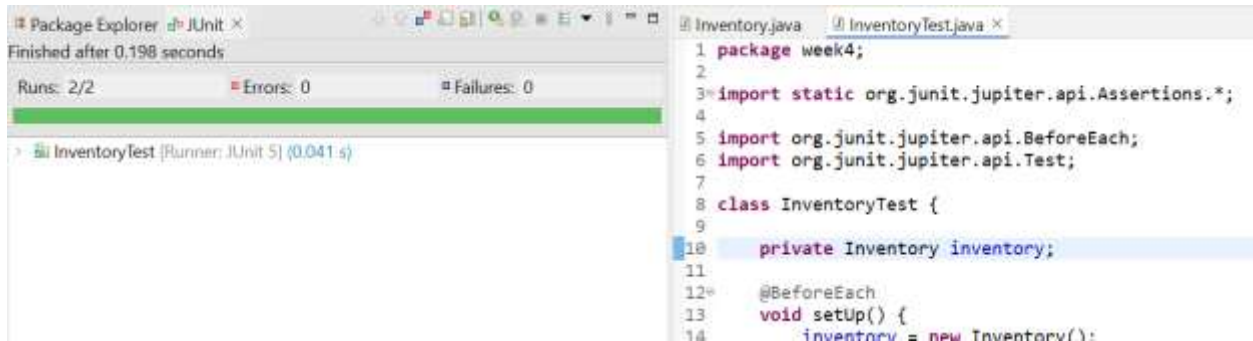 Package Explorer JUnit ×
Finished after 0.198 seconds
Runs: 2/2 Errors: 0 Failures: 0
InventoryTest [Runner: JUnit 5] (0.041 s)
Inventory.java InventoryTest.java ×
1 package week4;
2
3 import static org.junit.jupiter.api.Assertions.*;
4
5 import org.junit.jupiter.api.BeforeEach;
6 import org.junit.jupiter.api.Test;
7
8 class InventoryTest {
9
10 private Inventory inventory;
11
12 @BeforeEach
13 void setUp() {
14 inventory = new Inventory();